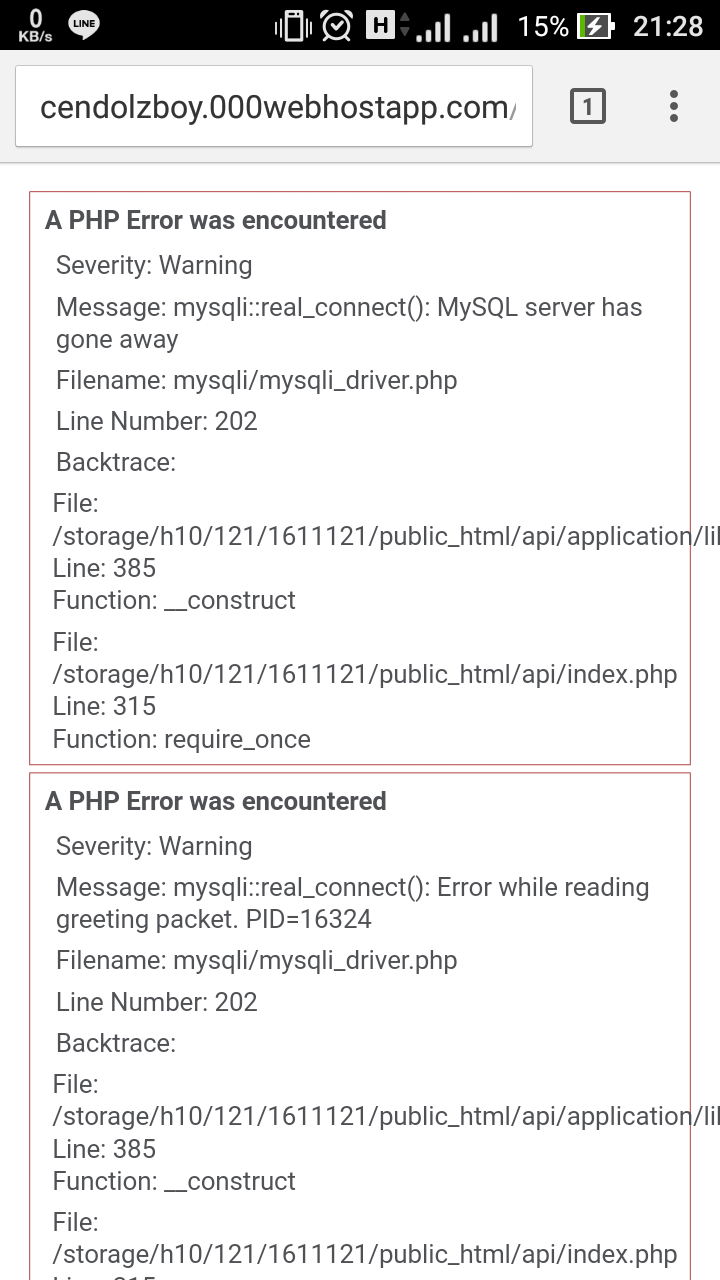 0
KB/s
LINE
H
15%
21:28
cendolzboy.000webhostapp.com/
1
A PHP Error was encountered
Severity: Warning
Message: mysqli::real_connect(): MySQL server has
gone away
Filename: mysqli/mysqli_driver.php
Line Number: 202
Backtrace:
File:
/storage/h10/121/1611121/public_html/api/application/lil
Line: 385
Function: __construct
File:
/storage/h10/121/1611121/public_html/api/index.php
Line: 315
Function: require_once
A PHP Error was encountered
Severity: Warning
Message: mysqli::real_connect(): Error while reading
greeting packet. PID=16324
Filename: mysqli/mysqli_driver.php
Line Number: 202
Backtrace:
File:
/storage/h10/121/1611121/public_html/api/application/lil
Line: 385
Function: __construct
File:
/storage/h10/121/1611121/public_html/api/index.php
Line: 315